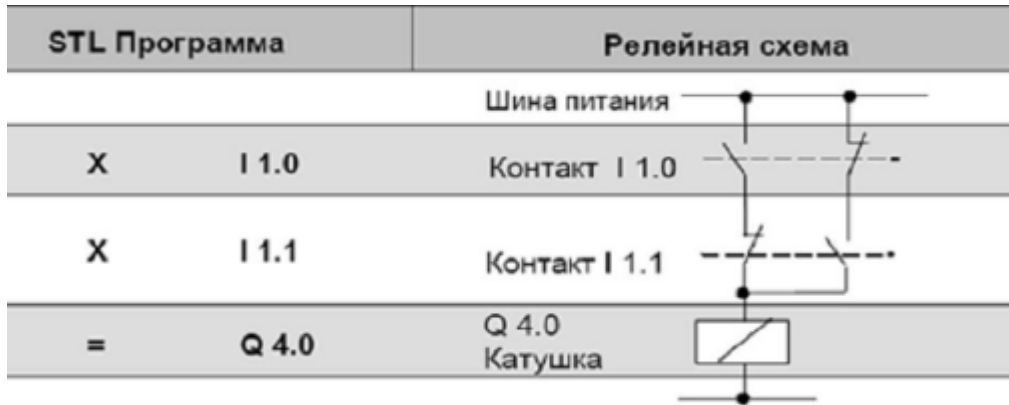 STL Программа Релейная схема
Шина питания
X I 1.0 Контакт I 1.0
X I 1.1 Контакт I 1.1
= Q 4.0 Q 4.0
Катушка